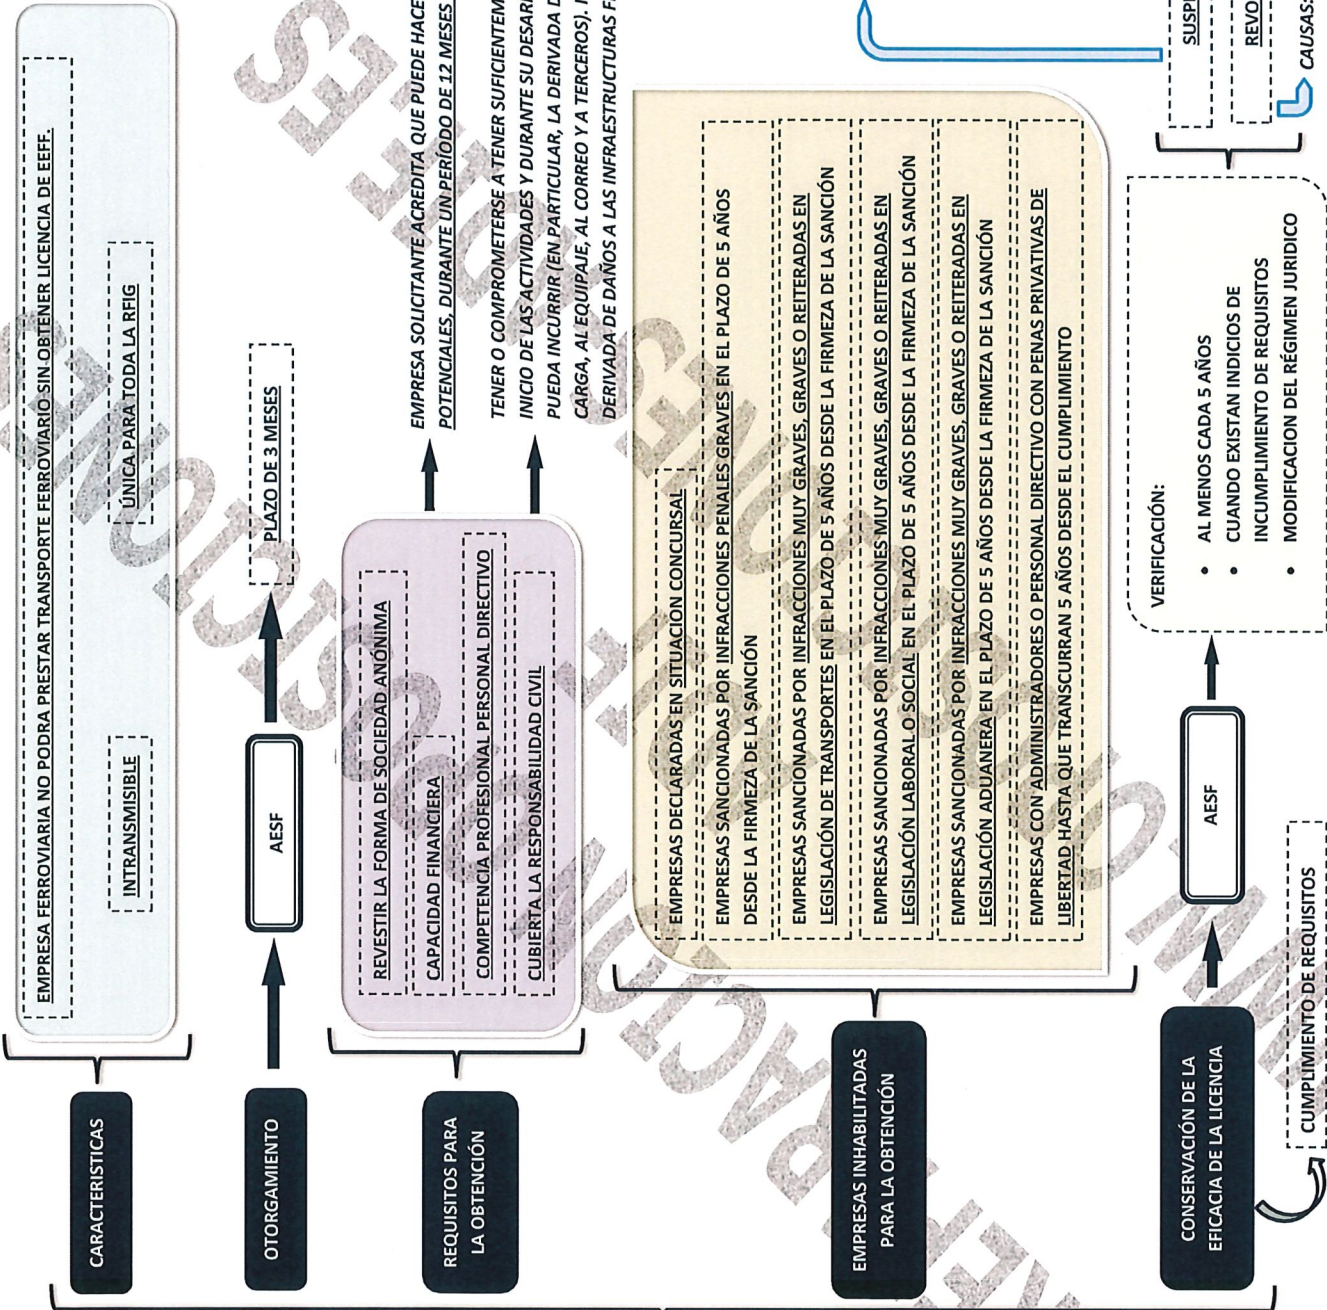 CARACTERISTICAS
EMPRESA FERROVIARIA NO PODRA PRESTAR TRANSPORTE FERROVIARIO SIN OBTENER LICENCIA DE EEFF.
INTRANSMISIBLE
ÚNICA PARA TODA LA RFIG
OTORGAMIENTO
AESF
PLAZO DE 3 MESES
REQUISITOS PARA
LA OBTENCIÓN
REVESTIR LA FORMA DE SOCIEDAD ANÓNIMA
CAPACIDAD FINANCIERA
COMPETENCIA PROFESIONAL PERSONAL DIRECTIVO
CUBIERTA LA RESPONSABILIDAD CIVIL
EMPRESA SOLICITANTE ACREDITA QUE PUEDE HACE
POTENCIALES, DURANTE UN PERÍODO DE 12 MESES
TENER O COMPROMETERSE A TENER SUFICIENTEM
INICIO DE LAS ACTIVIDADES Y DURANTE SU DESARI
PUEDA INCURRIR (EN PARTICULAR, LA DERIVADA D
CARGA, AL EQUIPAJE, AL CORREO Y A TERCEROS).
DERIVADA DE DAÑOS A LAS INFRAESTRUCTURAS F
EMPRESAS INHABILITADAS
PARA LA OBTENCIÓN
EMPRESAS DECLARADAS EN SITUACION CONCURSAL
EMPRESAS SANCIONADAS POR INFRACCIONES PENALES GRAVES EN EL PLAZO DE 5 AÑOS
DESDE LA FIRMEZA DE LA SANCIÓN
EMPRESAS SANCIONADAS POR INFRACCIONES MUY GRAVES, GRAVES O REITERADAS EN
LEGISLACIÓN DE TRANSPORTES EN EL PLAZO DE 5 AÑOS DESDE LA FIRMEZA DE LA SANCIÓN
EMPRESAS SANCIONADAS POR INFRACCIONES MUY GRAVES, GRAVES O REITERADAS EN
LEGISLACIÓN LABORAL O SOCIAL EN EL PLAZO DE 5 AÑOS DESDE LA FIRMEZA DE LA SANCIÓN
EMPRESAS SANCIONADAS POR INFRACCIONES MUY GRAVES, GRAVES O REITERADAS EN
LEGISLACIÓN ADUANERA EN EL PLAZO DE 5 AÑOS DESDE LA FIRMEZA DE LA SANCIÓN
EMPRESAS CON ADMINISTRADORES O PERSONAL DIRECTIVO CON PENAS PRIVATIVAS DE
LIBERTAD HASTA QUE TRANSCURRAN 5 AÑOS DESDE EL CUMPLIMIENTO
CONSERVACIÓN DE LA
EFICACIA DE LA LICENCIA
CUMPLIMIENTO DE REQUISITOS
AESF
VERIFICACIÓN:
• AL MENOS CADA 5 AÑOS
• CUANDO EXISTAN INDICIOS DE
INCUMPLIMIENTO DE REQUISITOS
• MODIFICACION DEL RÉGIMEN JURIDICO
SUSPI
REVO
CAUSAS: